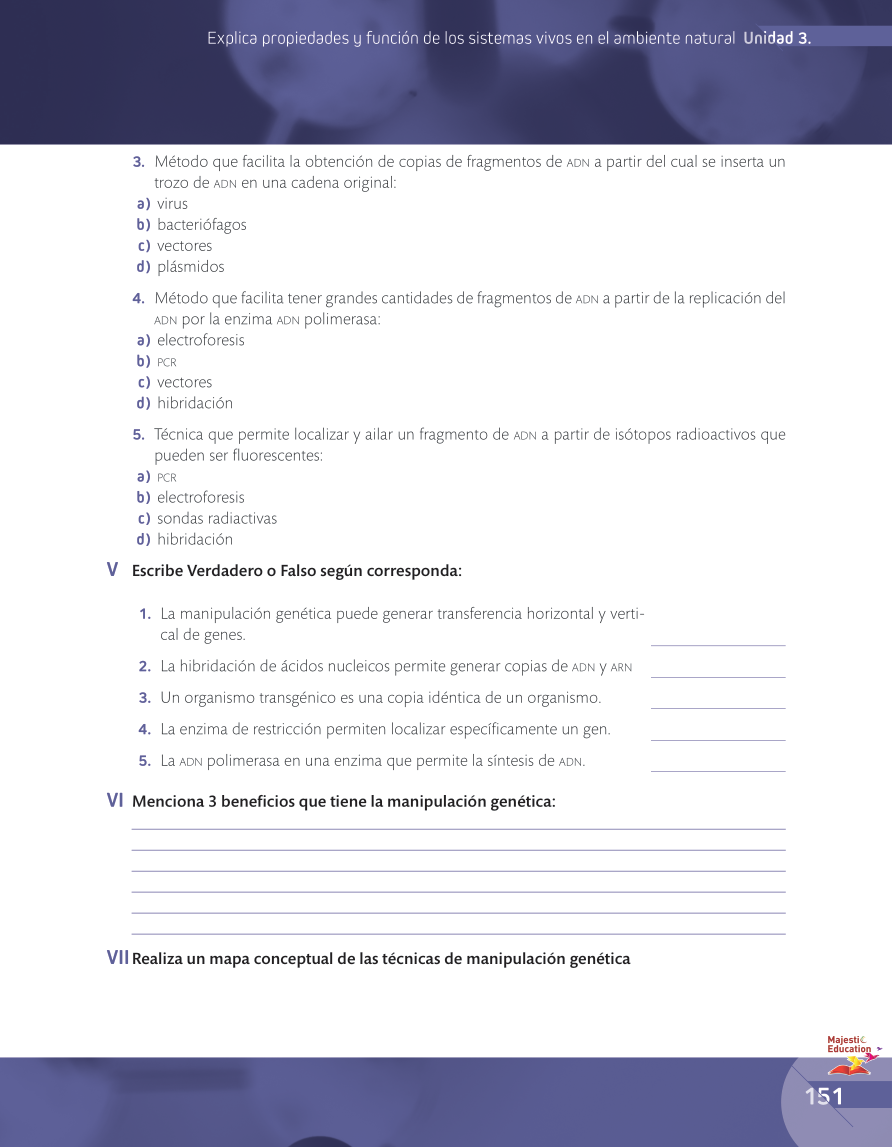 Explica propiedades y función de los sistemas vivos en el ambiente natural Unidad 3.
3. Método que facilita la obtención de copias de fragmentos de ADN a partir del cual se inserta un
trozo de ADN en una cadena original:
a) virus
b) bacteriófagos
c) vectores
d) plásmidos
4. Método que facilita tener grandes cantidades de fragmentos de ADN a partir de la replicación del
ADN por la enzima ADN polimerasa:
a) electroforesis
b) PCR
c) vectores
d) hibridación
5. Técnica que permite localizar y ailar un fragmento de ADN a partir de isótopos radioactivos que
pueden ser fluorescentes:
a) PCR
b) electroforesis
c) sondas radiactivas
d) hibridación
V Escribe Verdadero o Falso según corresponda:
1. La manipulación genética puede generar transferencia horizontal y verti-
cal de genes.
2. La hibridación de ácidos nucleicos permite generar copias de ADN y ARN
3. Un organismo transgénico es una copia idéntica de un organismo.
4. La enzima de restricción permiten localizar específicamente un gen.
5. La ADN polimerasa en una enzima que permite la síntesis de ADN.
VI Menciona 3 beneficios que tiene la manipulación genética:
VII Realiza un mapa conceptual de las técnicas de manipulación genética
Majestic
Education
151